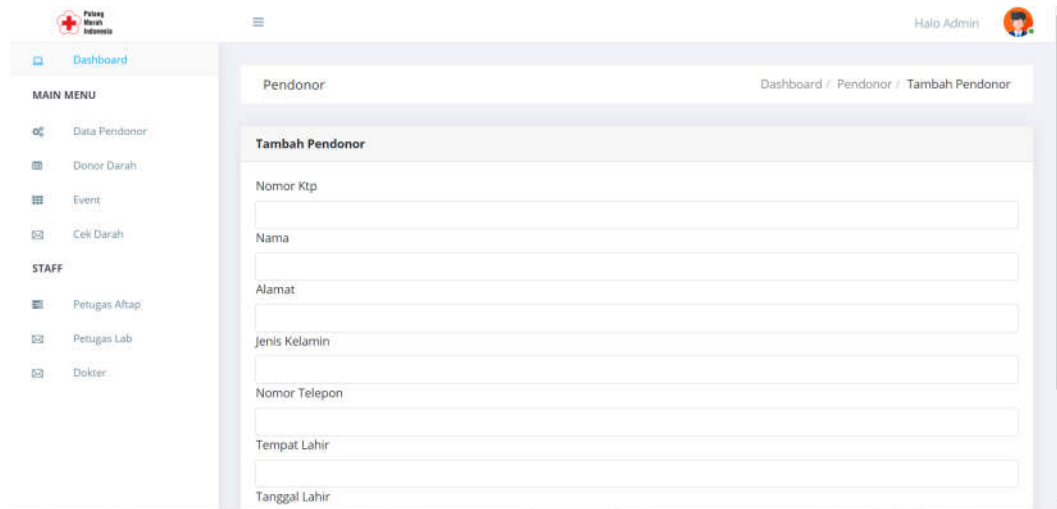 Palang
Merah
Indonesia
Halo Admin
Dashboard
MAIN MENU
Data Pendonor
Donor Darah
Event
Cek Darah
STAFF
Petugas Aftap
Petugas Lab
Dokter
Pendonor
Dashboard / Pendonor / Tambah Pendonor
Tambah Pendonor
Nomor Ktp
Nama
Alamat
Jenis Kelamin
Nomor Telepon
Tempat Lahir
Tanggal Lahir